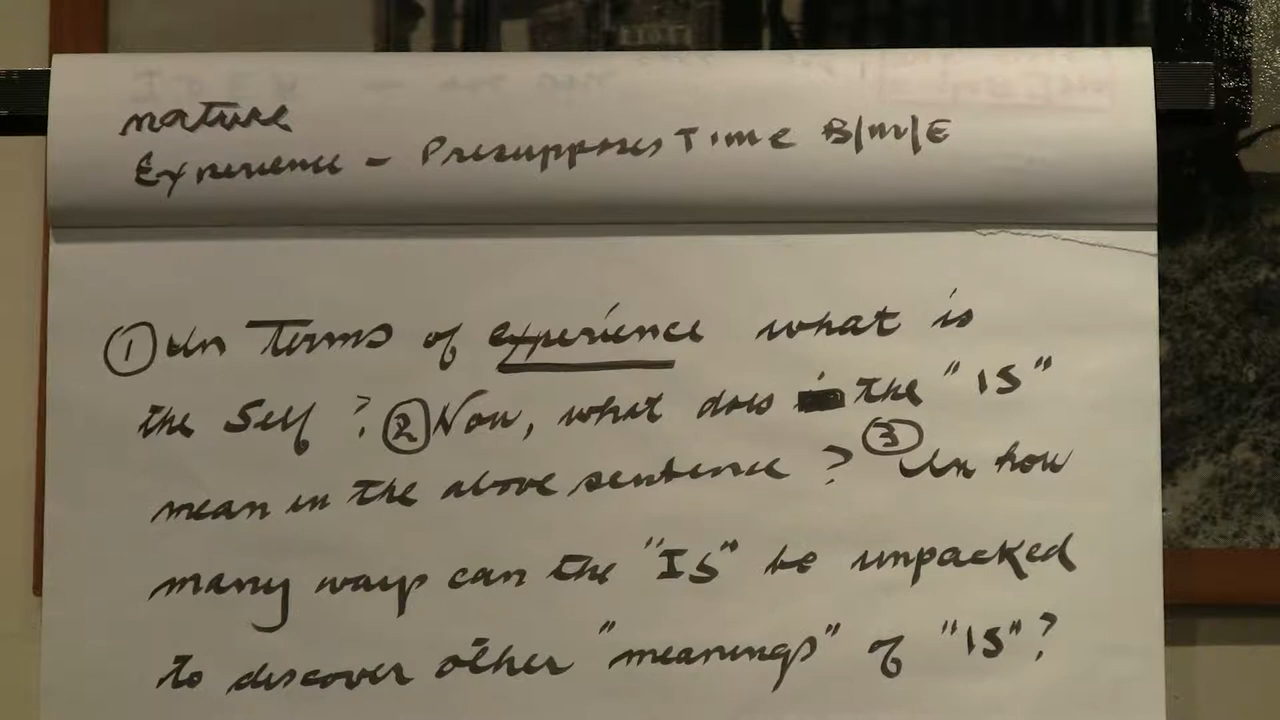 nature
Experience - Presupposes Time B/M/E
① In Terms of experience what is
the Self? ② Now, what does the "IS"
mean in the above sentence? ③ In how
many ways can the "IS" be unpacked
to discover other "meanings" of "IS"?